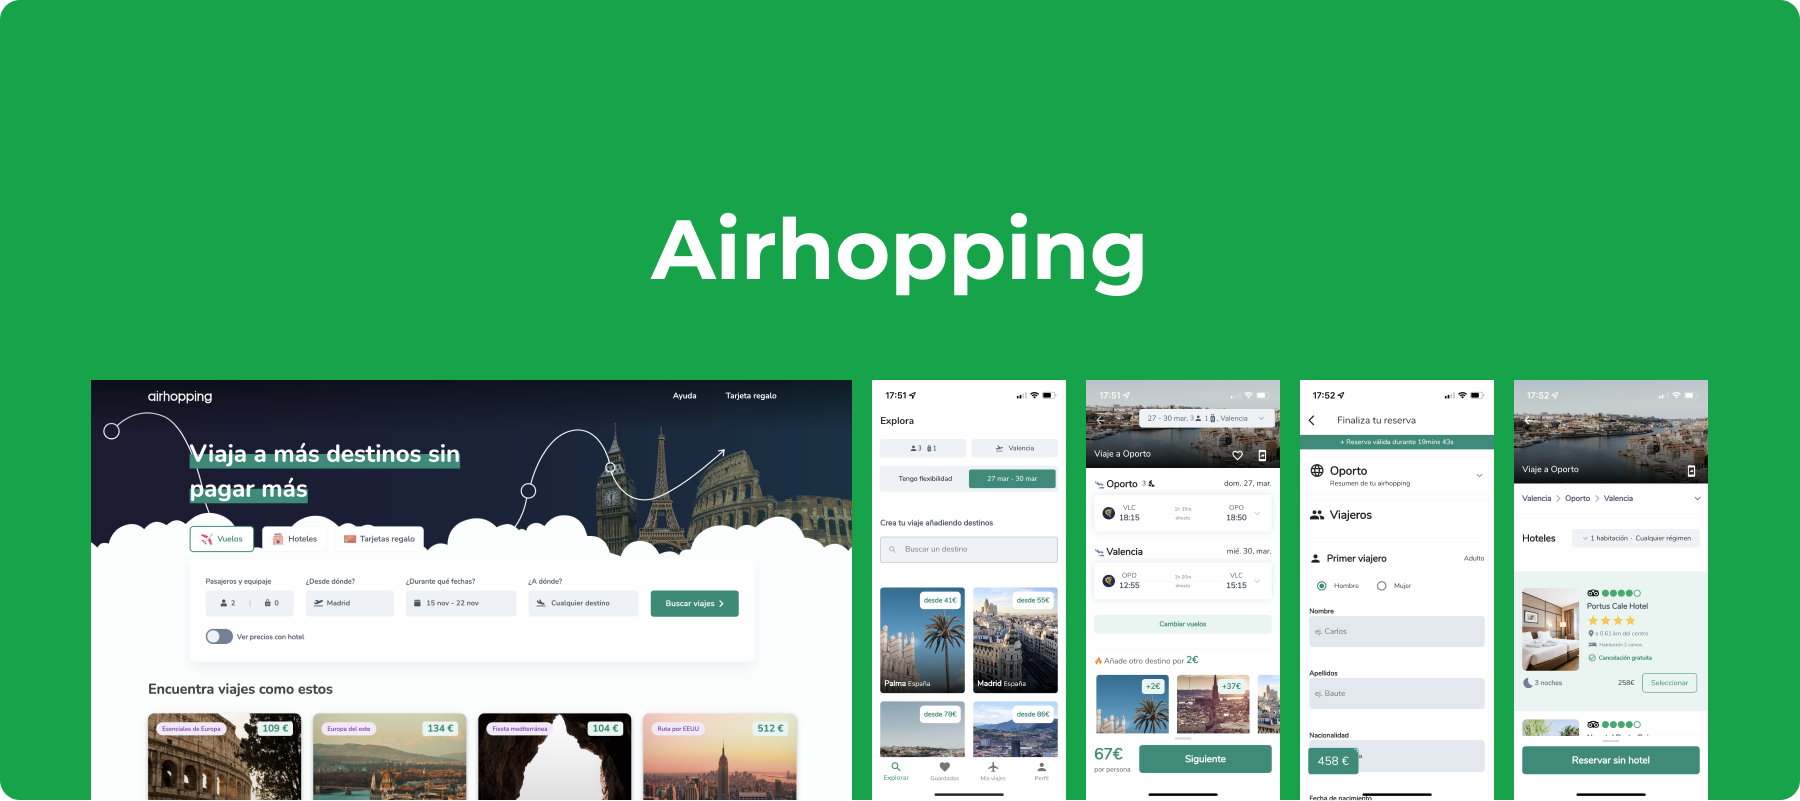 Airhopping
airhopping
Ayuda
Tarjeta regalo
Viaja a más destinos sin
pagar más
Vuelos
Hoteles
Tarjetas regalo
Pasajeros y equipaje
¿Desde dónde?
¿Durante qué fechas?
¿A dónde?
2
0
Madrid
15 nov - 22 nov
Cualquier destino
Buscar viajes
Ver precios con hotel
Encuentra viajes como estos
Esenciales de Europa
109 €
Europa del este
134 €
Fiesta mediterránea
104 €
Ruta por EEUU
512 €
17:51
Explora
3 1
Valencia
Tengo flexibilidad
27 mar - 30 mar
Crea tu viaje añadiendo destinos
Buscar un destino
desde 41€
desde 55€
Palma España
Madrid España
desde 78€
desde 86€
Explorar
Guardados
Mis viajes
Perfil
17:51
27 - 30 mar, 3 1 , Valencia
Viaje a Oporto
Oporto 3
dom. 27, mar.
VLC
18:15
1h 35m
directo
OPO
18:50
Valencia
mié. 30, mar.
OPO
12:55
1h 20m
directo
VLC
15:15
Cambiar vuelos
Añade otro destino por 2€
+2€
+37€
67€
por persona
Siguiente
17:52
Finaliza tu reserva
+ Reserva válida durante 19mins 43s
Oporto
Resumen de tu airhopping
Viajeros
Primer viajero
Adulto
Hombre
Mujer
Nombre
ej. Carlos
Apellidos
ej. Baute
Nacionalidad
458 €
Fecha de nacimiento
17:52
Viaje a Oporto
Valencia > Oporto > Valencia
Hoteles
1 habitación · Cualquier régimen
Portus Cale Hotel
a 0.61 km del centro
Habitación 2 camas
Cancelación gratuita
3 noches
258€
Seleccionar
Reservar sin hotel